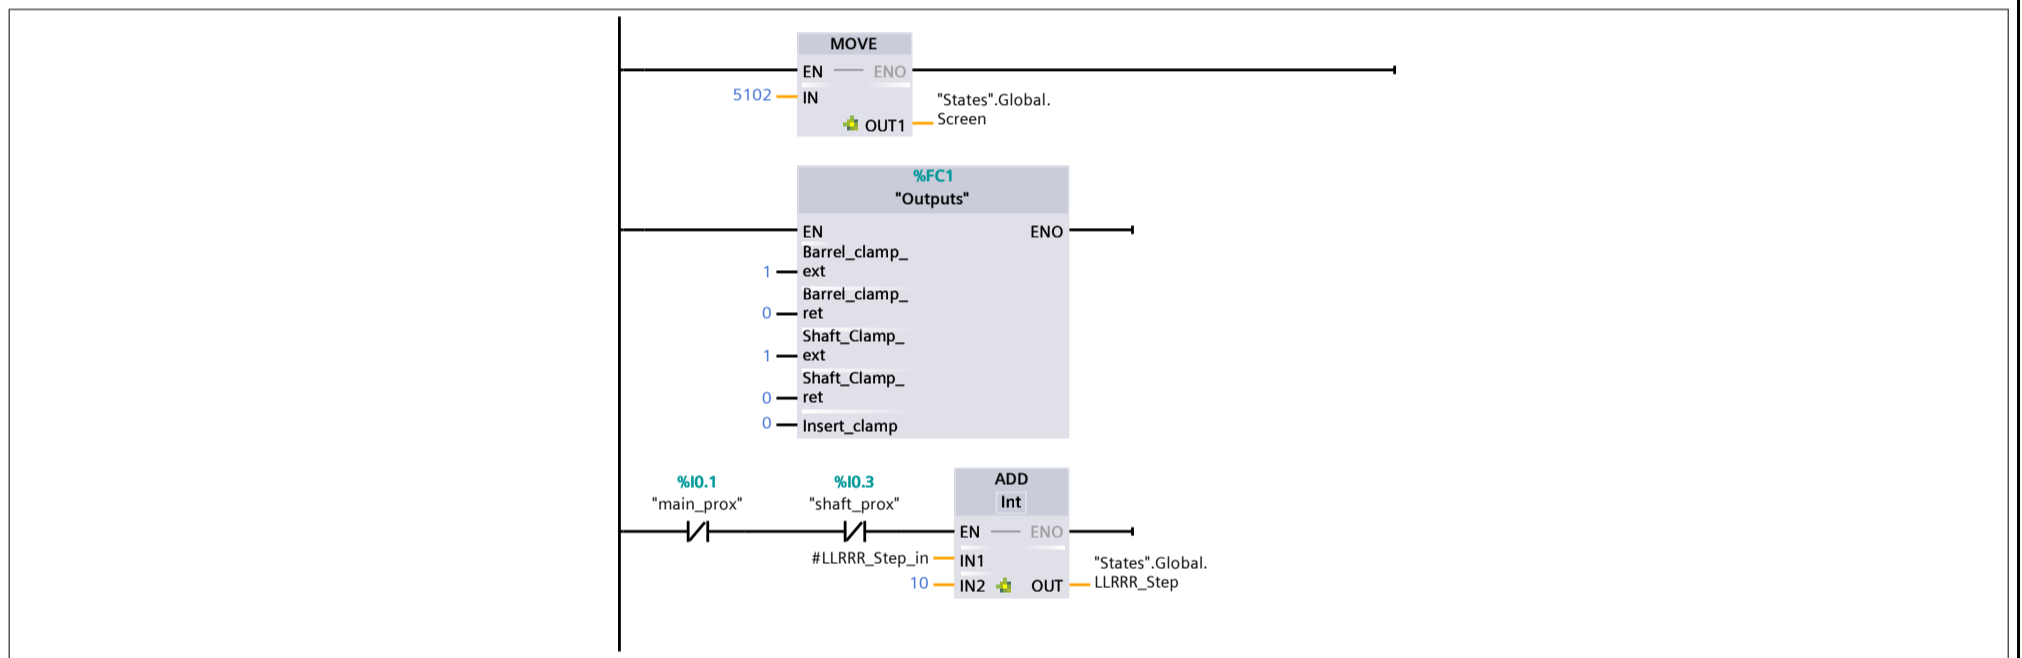 MOVE
EN ENO
5102 IN
"States".Global.
OUT1 Screen
%FC1
"Outputs"
EN ENO
Barrel_clamp_
1 ext
Barrel_clamp_
0 ret
Shaft_Clamp_
1 ext
Shaft_Clamp_
0 ret
0 Insert_clamp
%I0.1 %I0.3 ADD
"main_prox" "shaft_prox" Int
EN ENO
#LLRRR_Step_in IN1 "States".Global.
10 IN2 OUT LLRRR_Step